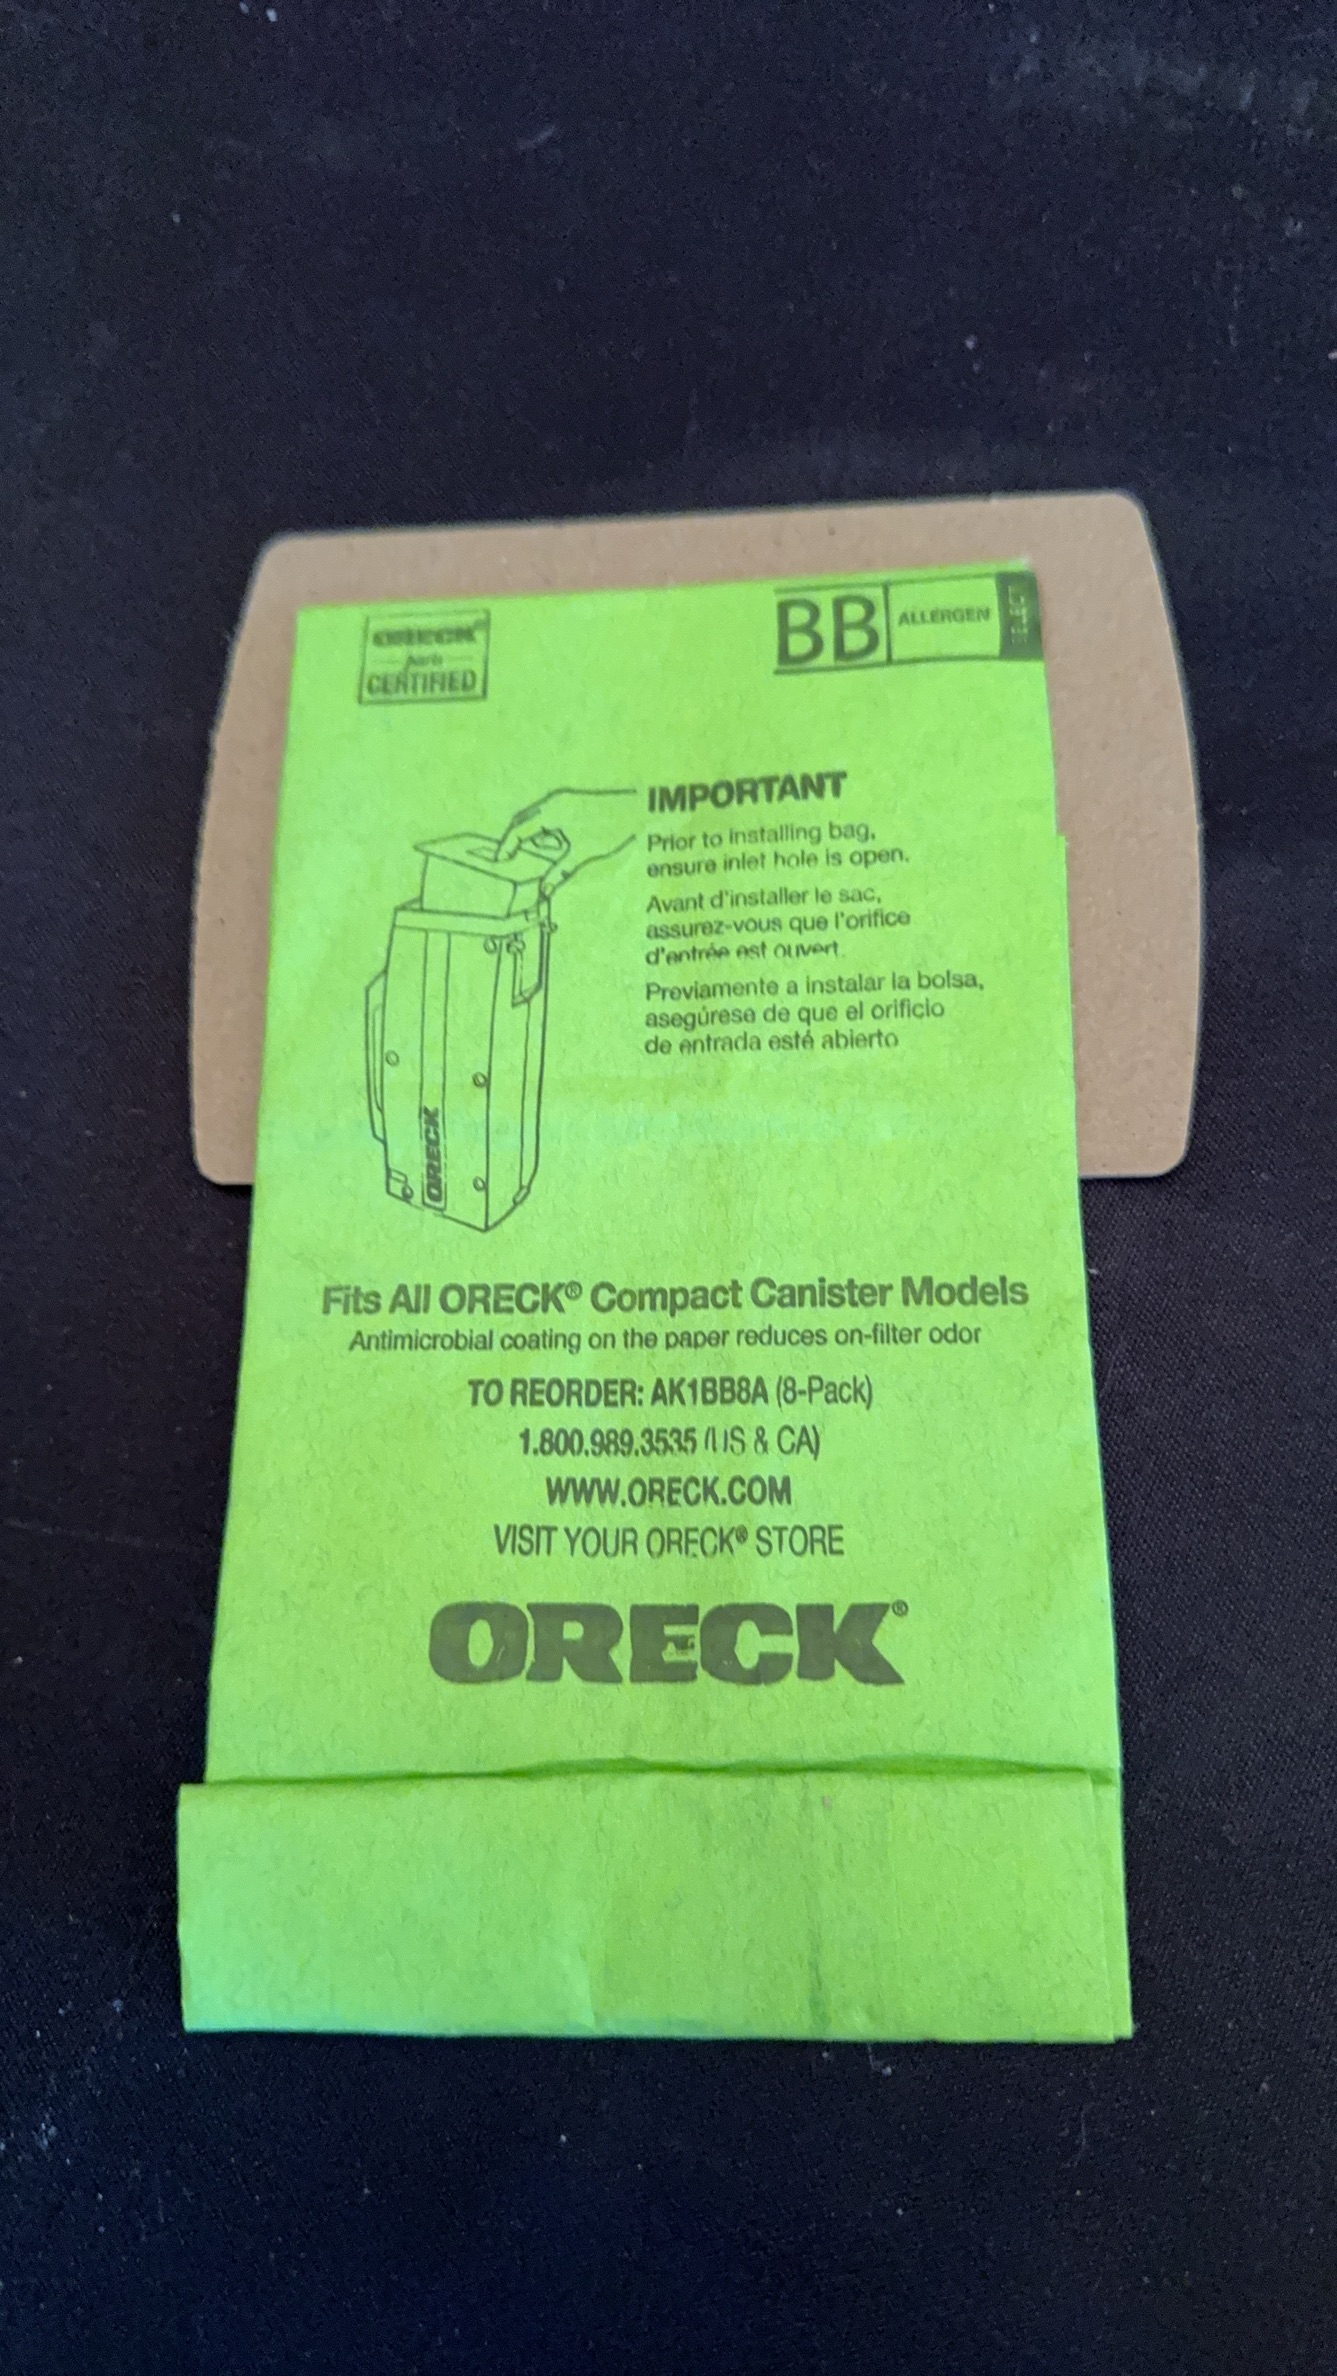 ORECK®
parts
CERTIFIED
BB ALLERGEN SELECT
IMPORTANT
Prior to installing bag,
ensure inlet hole is open.
Avant d'installer le sac,
assurez-vous que l'orifice
d'entrée est ouvert.
Previamente a instalar la bolsa,
asegúrese de que el orificio
de entrada esté abierto
ORECK
Fits All ORECK® Compact Canister Models
Antimicrobial coating on the paper reduces on-filter odor
TO REORDER: AK1BB8A (8-Pack)
1.800.989.3535 (US & CA)
WWW.ORECK.COM
VISIT YOUR ORECK® STORE
ORECK®